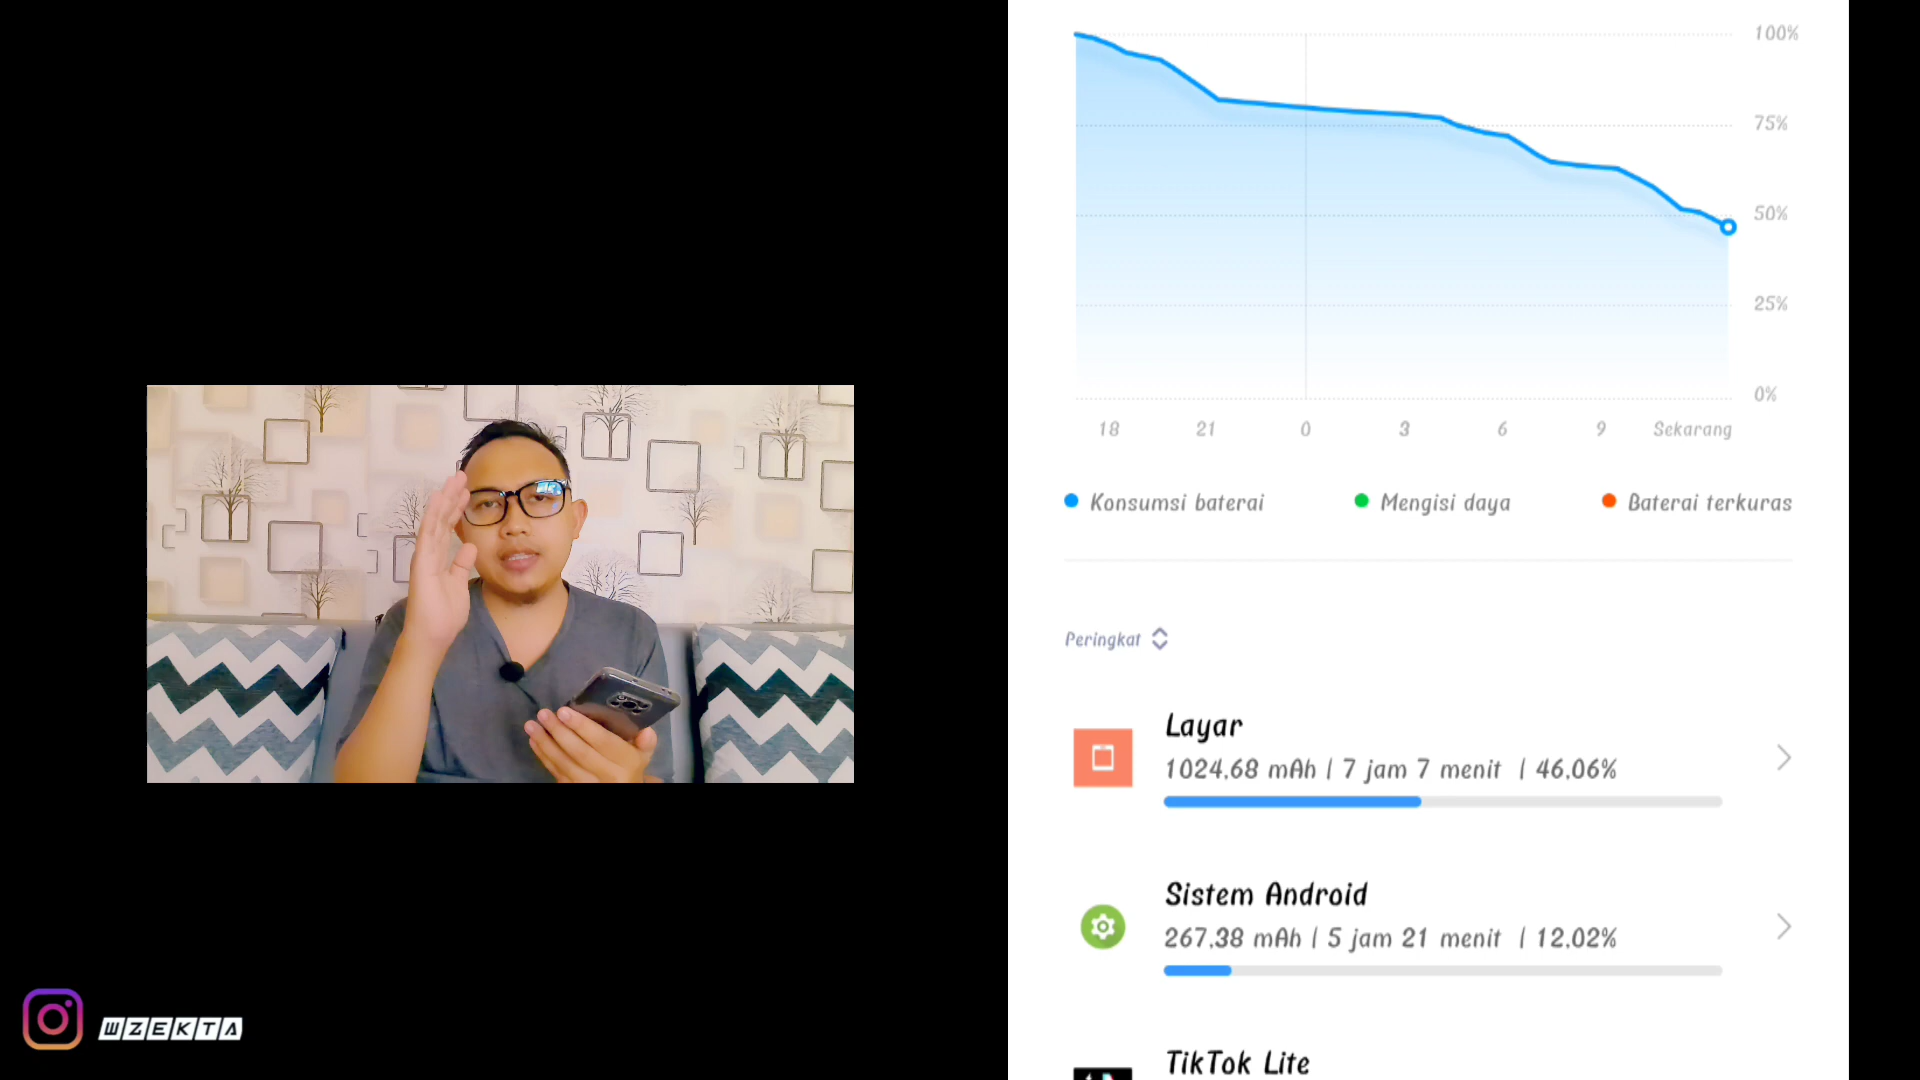 100%
75%
50%
25%
0%
18 21 0 3 6 9 Sekarang
Konsumsi baterai Mengisi daya Baterai terkuras
Peringkat
Layar
1024,68 mAh | 7 jam 7 menit | 46,06%
Sistem Android
267,38 mAh | 5 jam 21 menit | 12,02%
TikTok Lite
WZEKTA